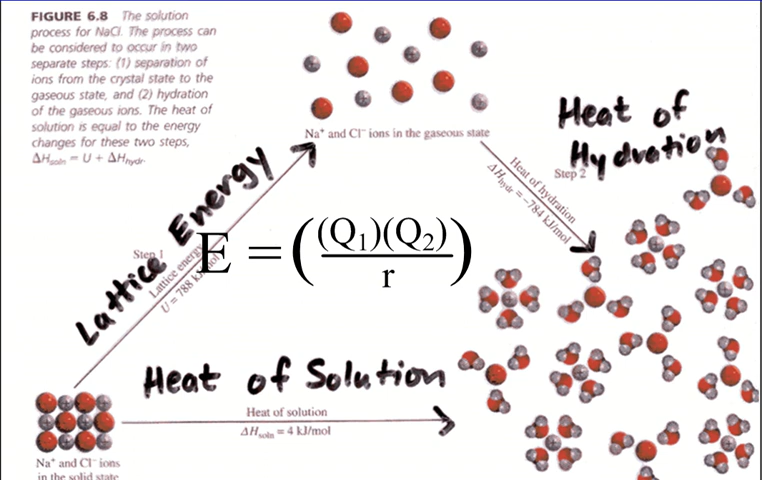 FIGURE 6.8 The solution
process for NaCl. The process can
be considered to occur in two
separate steps: (1) separation of
ions from the crystal state to the
gaseous state, and (2) hydration
of the gaseous ions. The heat of
solution is equal to the energy
changes for these two steps,
ΔHsoln = U + ΔHhydr.
Na⁺ and Cl⁻ ions in the gaseous state
Heat of
Hydration
Step 2
Heat of hydration
ΔHhydr = −784 kJ/mol
Lattice Energy
Step 1
Lattice energy
U = 788 kJ/mol
E = ((Q₁)(Q₂)/r)
Heat of Solution
Heat of solution
ΔHsoln = 4 kJ/mol
Na⁺ and Cl⁻ ions
in the solid state